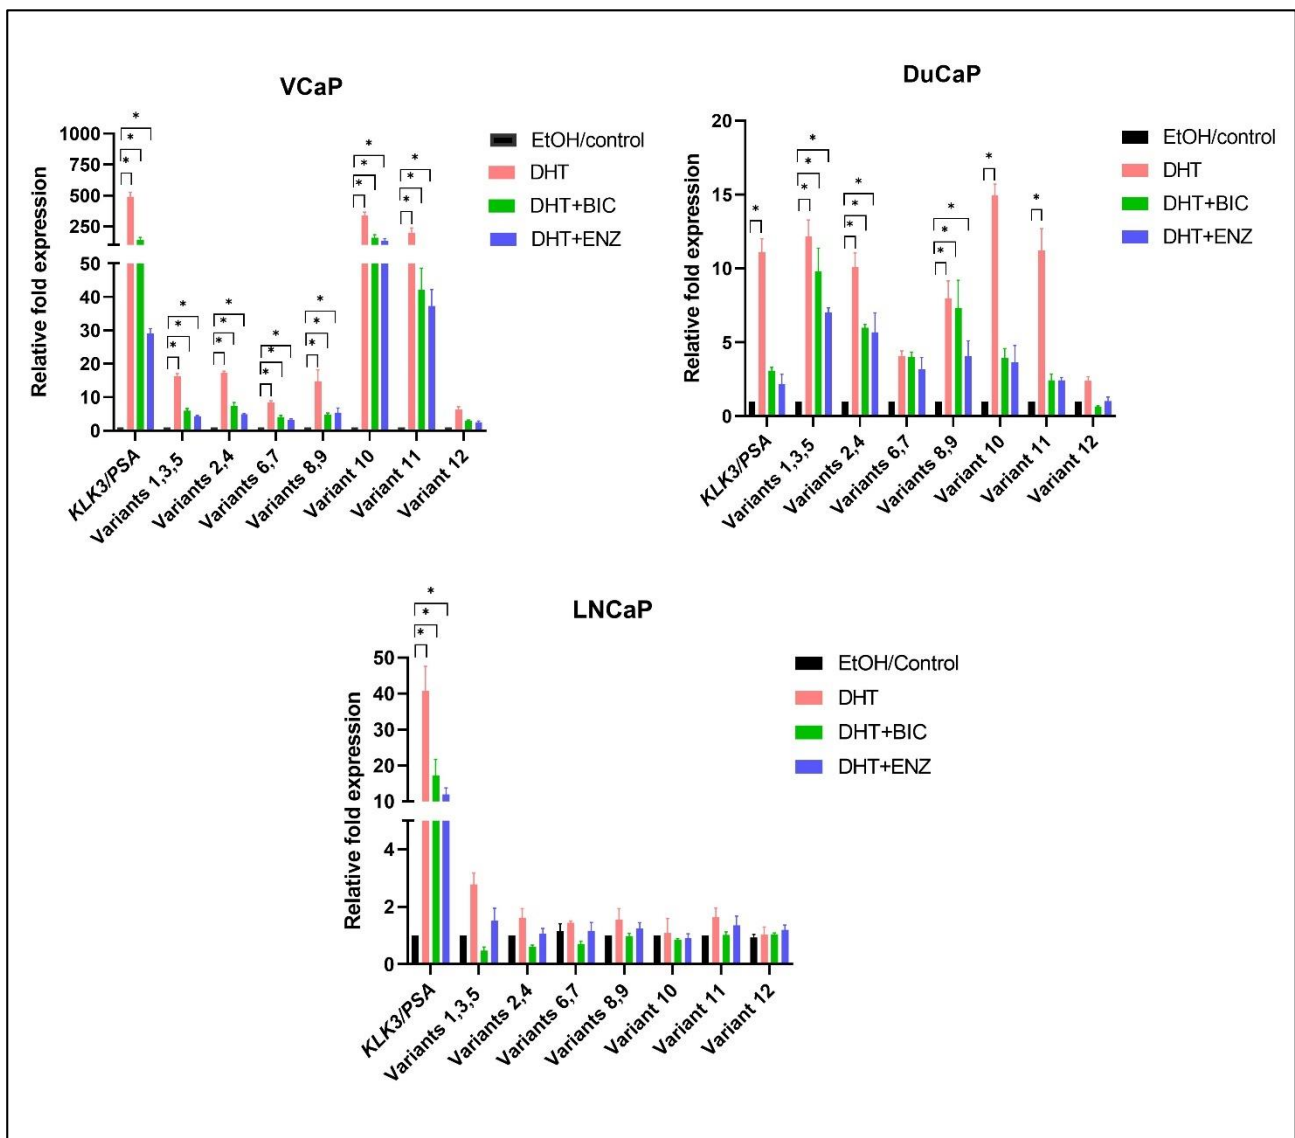 VCaP
Relative fold expression
1000
750
500
250
50
40
30
20
10
0
* * *
* * *
* * *
* * *
* * *
* * *
* * *
KLK3/PSA
Variants 1,3,5
Variants 2,4
Variants 6,7
Variants 8,9
Variant 10
Variant 11
Variant 12
EtOH/control
DHT
DHT+BIC
DHT+ENZ
DuCaP
Relative fold expression
20
15
10
5
0
*
* * *
* * *
* * *
*
*
KLK3/PSA
Variants 1,3,5
Variants 2,4
Variants 6,7
Variants 8,9
Variant 10
Variant 11
Variant 12
EtOH/control
DHT
DHT+BIC
DHT+ENZ
LNCaP
Relative fold expression
50
40
30
20
10
4
2
0
* * *
KLK3/PSA
Variants 1,3,5
Variants 2,4
Variants 6,7
Variants 8,9
Variant 10
Variant 11
Variant 12
EtOH/Control
DHT
DHT+BIC
DHT+ENZ